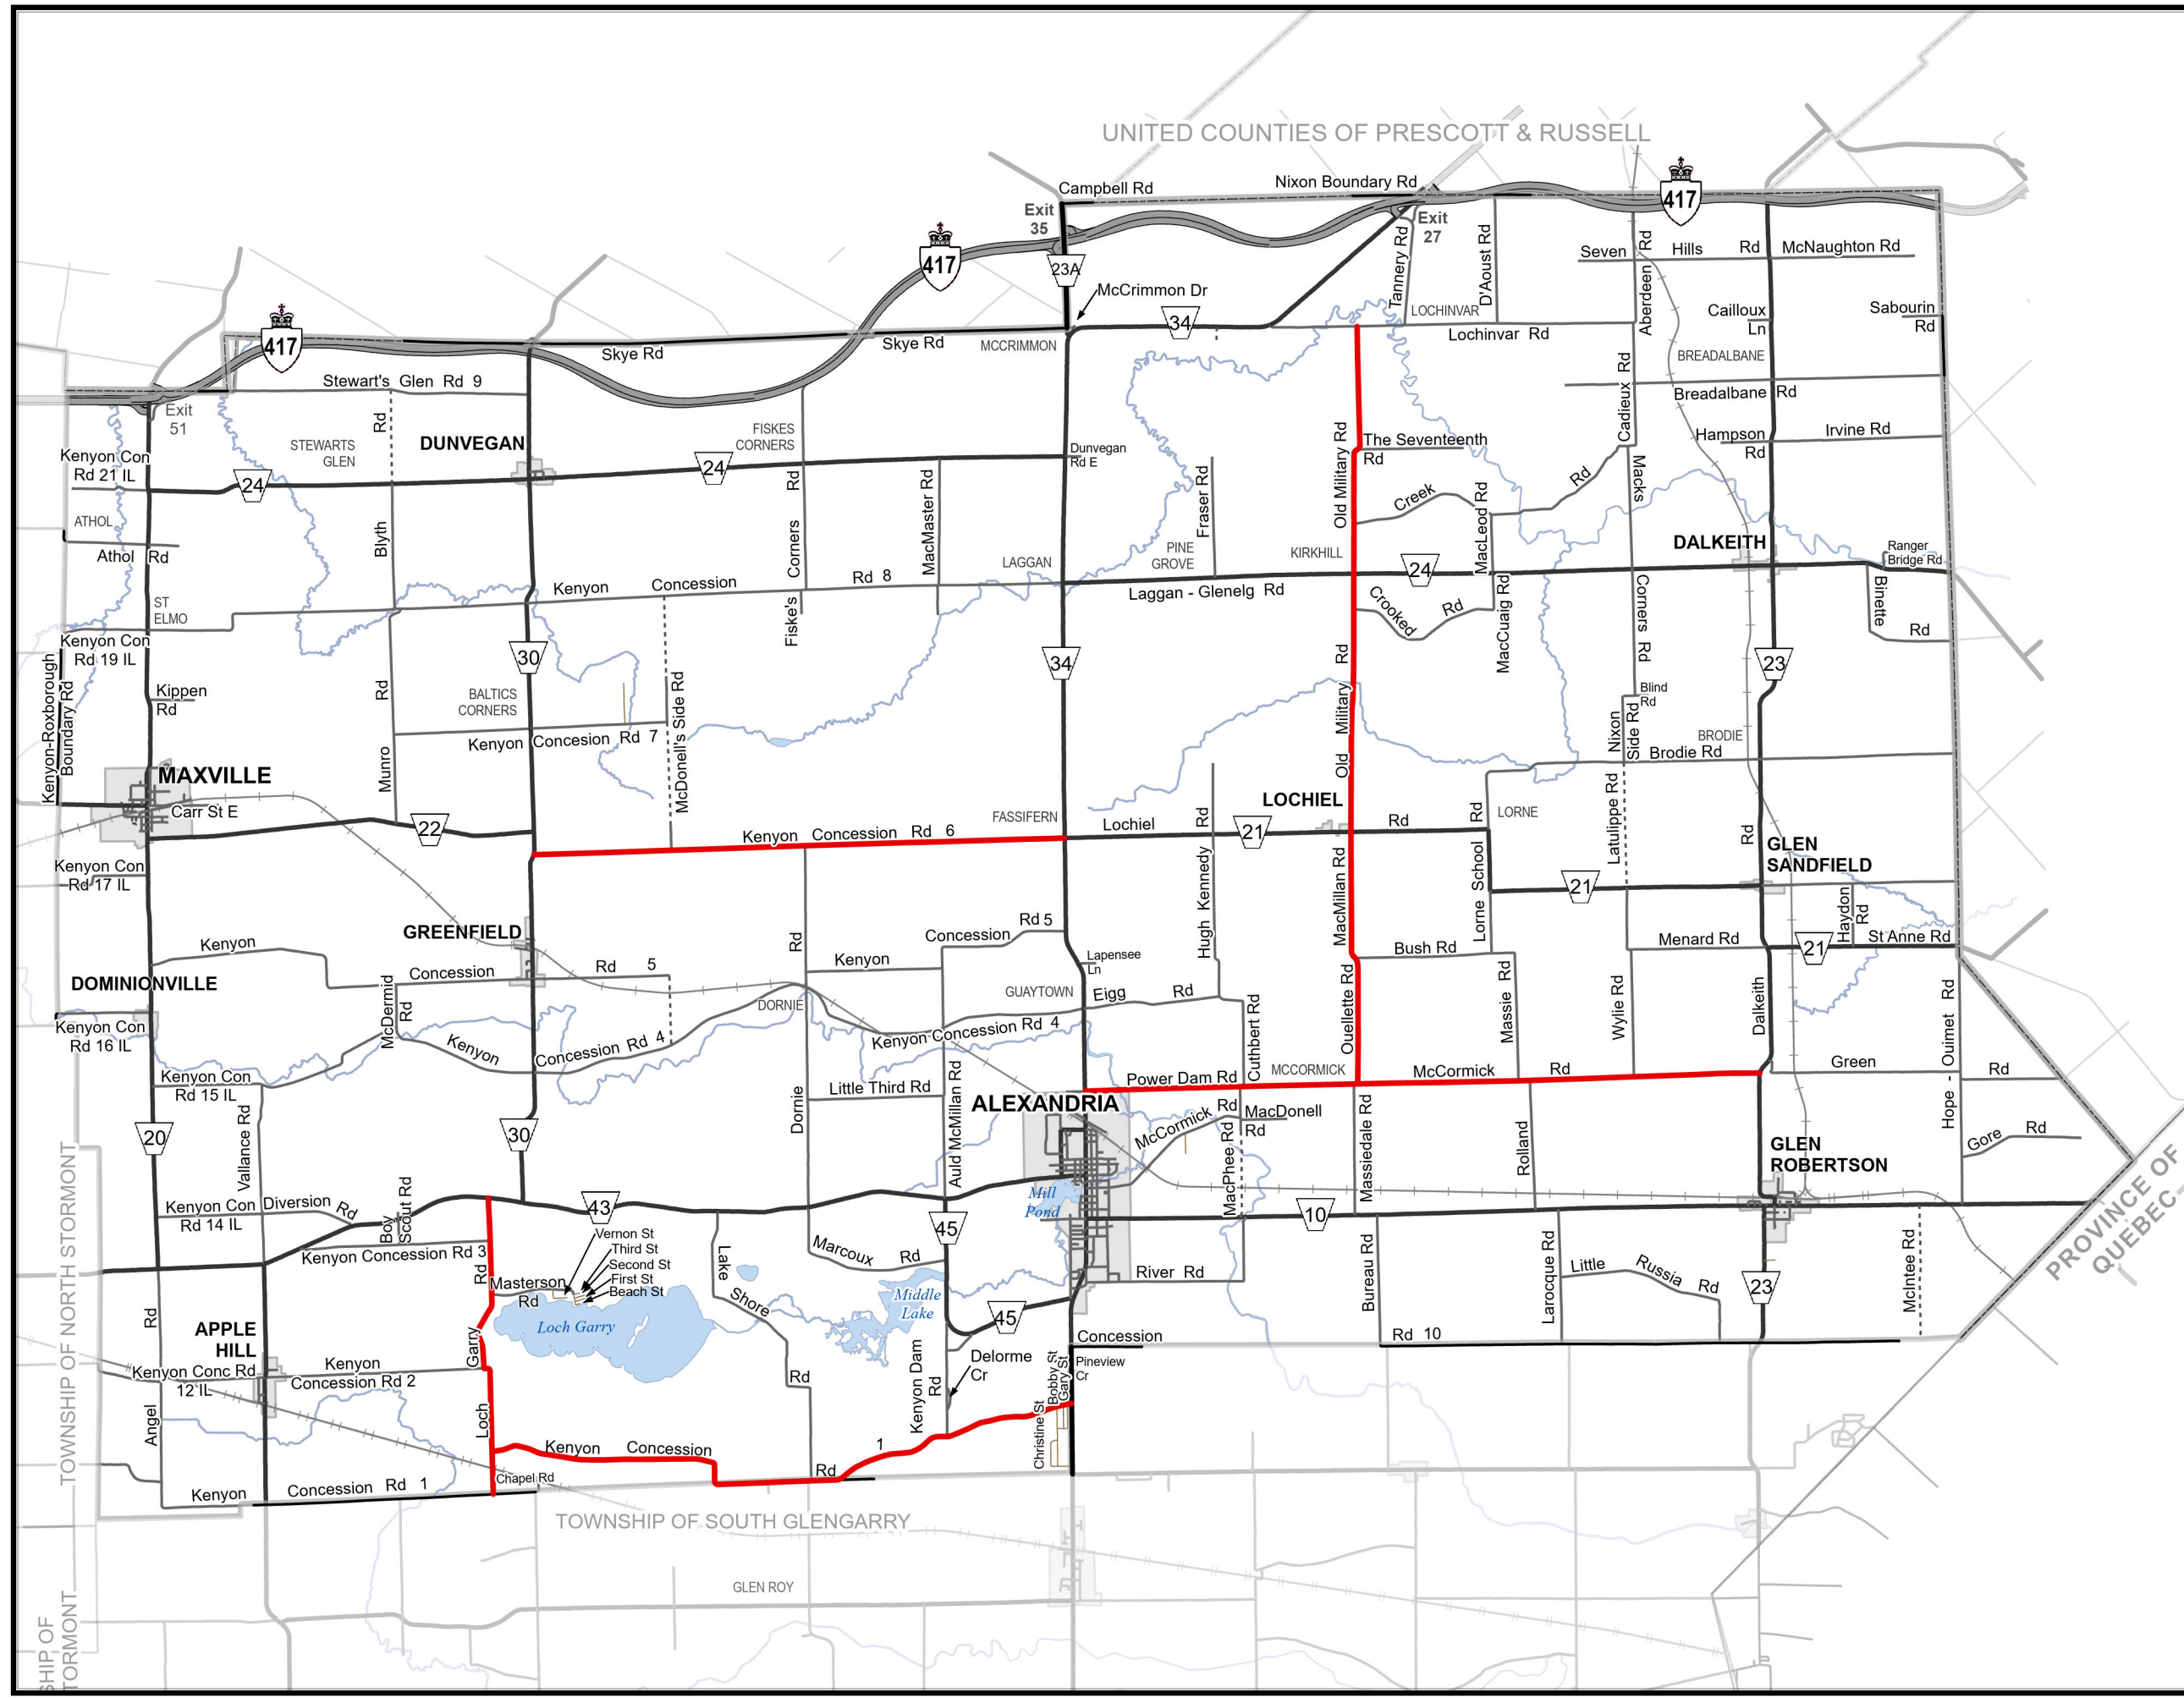 UNITED COUNTIES OF PRESCOTT & RUSSELL
Campbell Rd
Nixon Boundary Rd
417
Exit
35
Exit
27
Seven Hills Rd
McNaughton Rd
417
23A
McCrimmon Dr
Tannery Rd
D'Aoust Rd
Aberdeen Rd
LOCHINVAR
Cailloux
Ln
Sabourin
Rd
417
34
Lochinvar Rd
Skye Rd
Skye Rd
MCCRIMMON
BREADALBANE
Stewart's Glen Rd 9
Breadalbane Rd
Cadieux Rd
Exit
51
STEWARTS
GLEN
DUNVEGAN
FISKES
CORNERS
Dunvegan
Rd E
Old Military Rd
The Seventeenth
Rd
Hampson
Rd
Irvine Rd
Kenyon Con
Rd 21 IL
24
24
Blyth Rd
Fiske's Corners Rd
MacMaster Rd
Fraser Rd
Creek Rd
MacLeod Rd
Macks Corners Rd
ATHOL
Athol Rd
LAGGAN
PINE
GROVE
KIRKHILL
DALKEITH
Ranger
Bridge Rd
24
Kenyon Concession Rd 8
Laggan - Glenelg Rd
Crooked Rd
MacCuaig Rd
Binette
Rd
ST
ELMO
Kenyon Con
Rd 19 IL
Kenyon-Roxborough
Boundary Rd
30
34
23
Kippen
Rd
Munro Rd
BALTICS
CORNERS
McDonell's Side Rd
Kenyon Concesion Rd 7
Old Military Rd
Blind
Rd
Nixon
Side Rd
BRODIE
Brodie Rd
MAXVILLE
Carr St E
22
FASSIFERN
Kenyon Concession Rd 6
Lochiel Rd
21
LOCHIEL
LORNE
Latulippe Rd
GLEN
SANDFIELD
Kenyon Con
Rd 17 IL
Hugh Kennedy Rd
MacMillan Rd
Lorne School Rd
21
Haydon
Rd
GREENFIELD
Kenyon Concession Rd 5
Kenyon Concession Rd 5
Lapensee
Ln
Bush Rd
Menard Rd
21
St Anne Rd
DOMINIONVILLE
Kenyon Con
Rd 16 IL
McDermid
Rd
DORNIE
GUAYTOWN
Eigg Rd
Cuthbert Rd
Ouellette Rd
Massie Rd
Wylie Rd
Dalkeith Rd
Hope - Ouimet Rd
Kenyon Concession Rd 4
Kenyon Concession Rd 4
Kenyon Con
Rd 15 IL
Dornie Rd
Little Third Rd
Auld McMillan Rd
Power Dam Rd
MCCORMICK
McCormick Rd
Green Rd
ALEXANDRIA
McCormick Rd
MacDonell
Rd
MacPhee Rd
Massiedale Rd
Rolland
Gore Rd
20
Vallance Rd
30
GLEN
ROBERTSON
TOWNSHIP OF NORTH STORMONT
PROVINCE OF
QUEBEC
Kenyon Con Diversion Rd
Rd 14 IL
Boy
Scout Rd
43
Mill
Pond
10
Kenyon Concession Rd 3
Vernon St
Third St
Second St
First St
Beach St
Masterson
Rd
Loch Garry
Lake Shore Rd
Marcoux Rd
45
Middle
Lake
River Rd
Bureau Rd
Larocque Rd
Little Russia Rd
23
McIntee Rd
45
APPLE
HILL
Angel Rd
Kenyon Conc Rd
12 IL
Kenyon
Concession Rd 2
Loch Garry Rd
Kenyon Dam
Rd
Delorme
Cr
Concession Rd 10
Bobby St
Gary St
Pineview
Cr
Christine St
Kenyon Concession Rd 1
Chapel Rd
Kenyon Concession Rd 1
TOWNSHIP OF SOUTH GLENGARRY
GLEN ROY
SHIP OF
TORMONT